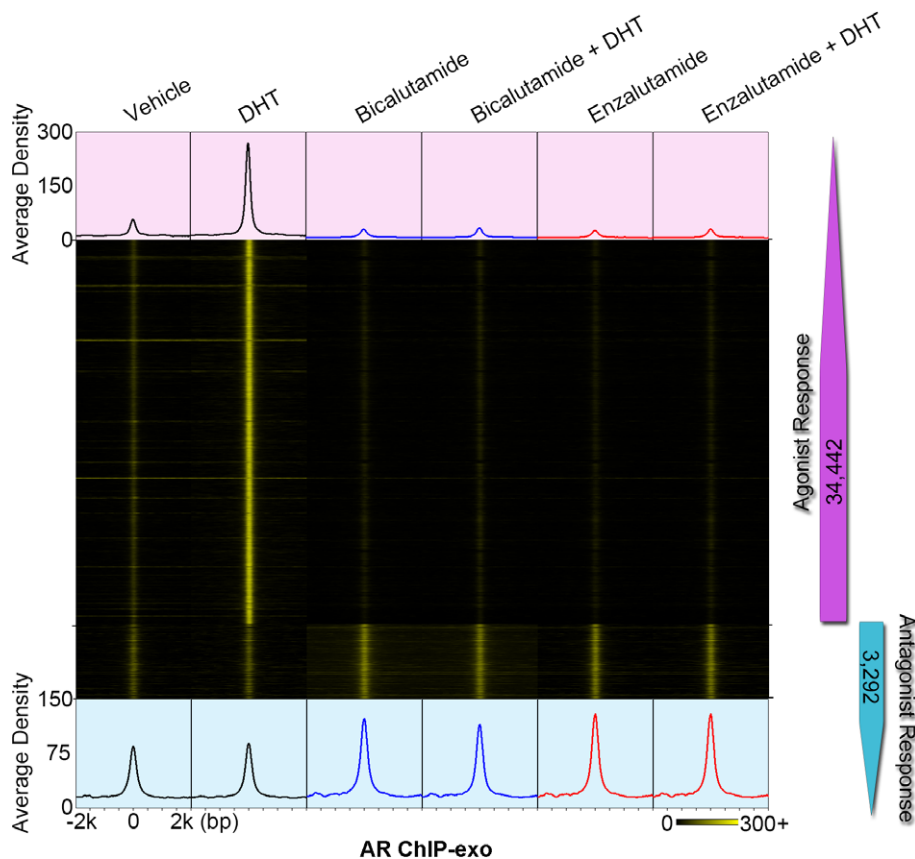 Vehicle
DHT
Bicalutamide
Bicalutamide + DHT
Enzalutamide
Enzalutamide + DHT
Average Density
300
150
0
Agonist Response
34,442
Antagonist Response
3,292
Average Density
150
75
0
-2k 0 2k (bp)
0 300+
AR ChIP-exo